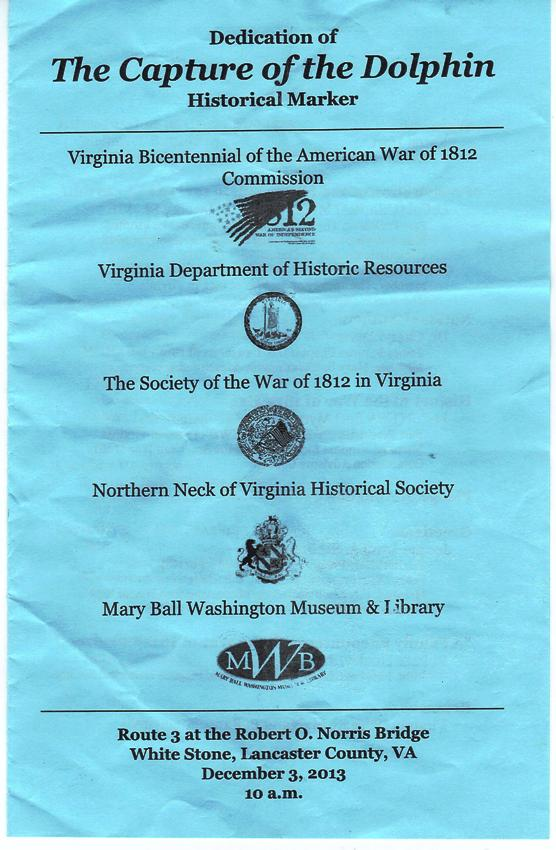 Dedication of
The Capture of the Dolphin
Historical Marker
Virginia Bicentennial of the American War of 1812
Commission
1812
AMERICA'S SECOND
WAR OF INDEPENDENCE
Virginia Department of Historic Resources
The Society of the War of 1812 in Virginia
Northern Neck of Virginia Historical Society
Mary Ball Washington Museum & Library
MWB
MARY BALL WASHINGTON MUSEUM & LIBRARY
Route 3 at the Robert O. Norris Bridge
White Stone, Lancaster County, VA
December 3, 2013
10 a.m.